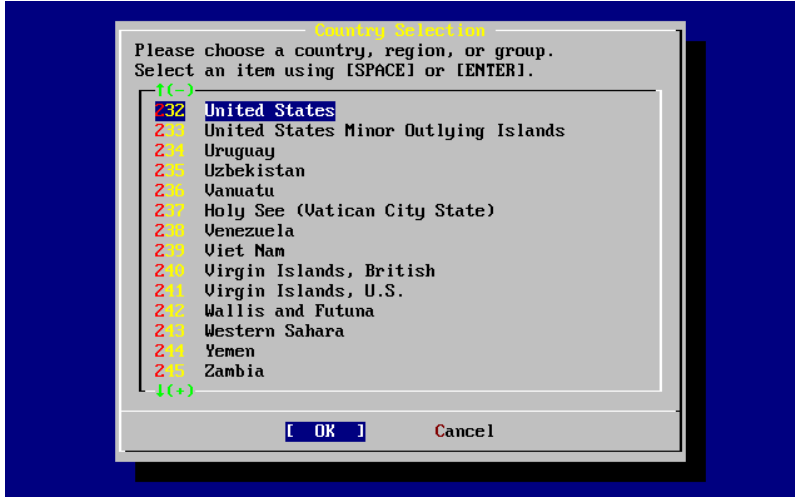 Country Selection
Please choose a country, region, or group.
Select an item using [SPACE] or [ENTER].
↑(-)
232 United States
233 United States Minor Outlying Islands
234 Uruguay
235 Uzbekistan
236 Vanuatu
237 Holy See (Vatican City State)
238 Venezuela
239 Viet Nam
240 Virgin Islands, British
241 Virgin Islands, U.S.
242 Wallis and Futuna
243 Western Sahara
244 Yemen
245 Zambia
↓(+)
[ OK ] Cancel